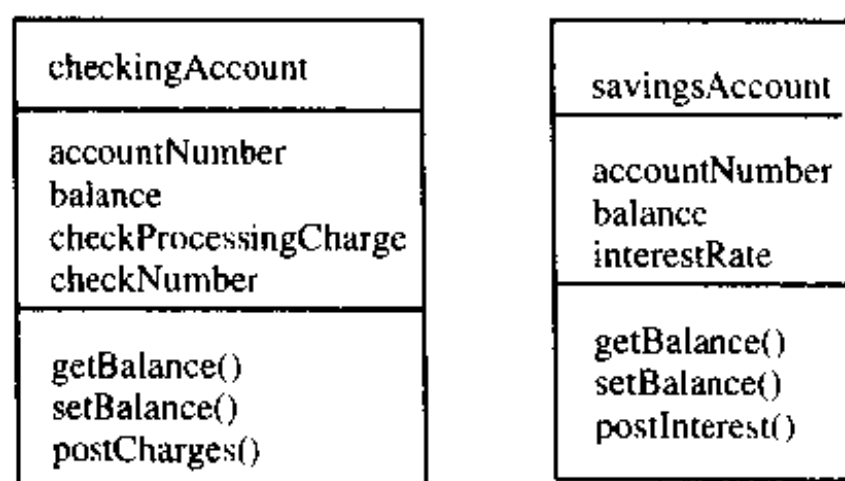 checkingAccount
accountNumber
balance
checkProcessingCharge
checkNumber
getBalance()
setBalance()
postCharges()
savingsAccount
accountNumber
balance
interestRate
getBalance()
setBalance()
postInterest()